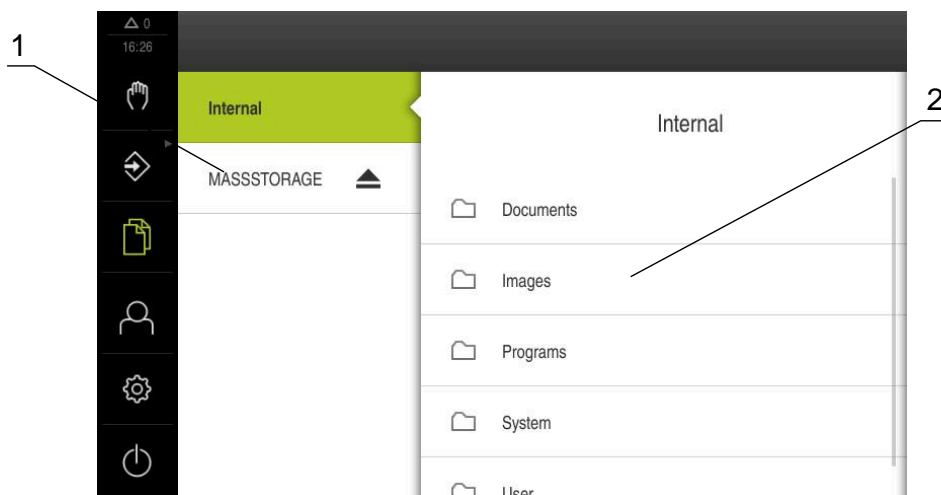 0
16:26
1
2
Internal
MASSSTORAGE
Internal
Documents
Images
Programs
System
User